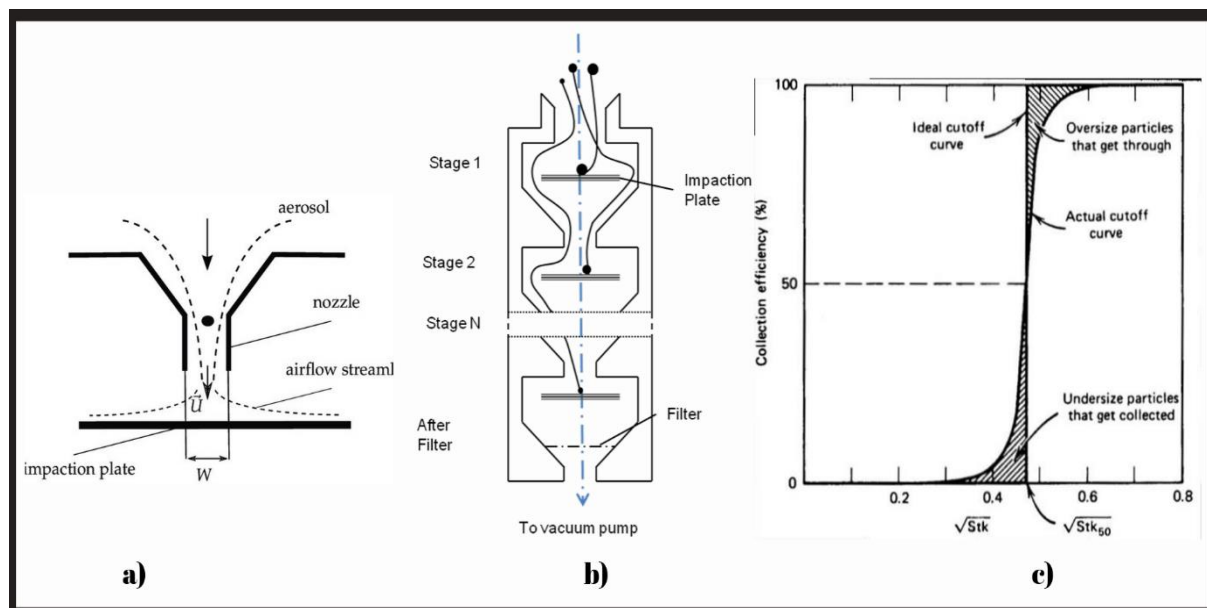 aerosol
nozzle
airflow streaml
U
impaction plate
W
a)
Stage 1
Impaction
Plate
Stage 2
Stage N
After
Filter
Filter
To vacuum pump
b)
100
Ideal cutoff
curve
Oversize particles
that get through
Actual cutoff
curve
Collection efficiency (%)
50
Undersize particles
that get collected
0
0.2
0.4
0.6
0.8
√Stk
√Stk50
c)